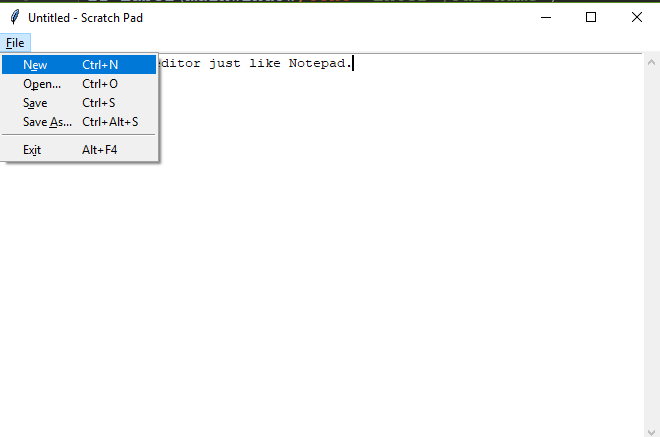 Untitled - Scratch Pad
File
editor just like Notepad.
New Ctrl+N
Open... Ctrl+O
Save Ctrl+S
Save As... Ctrl+Alt+S
Exit Alt+F4